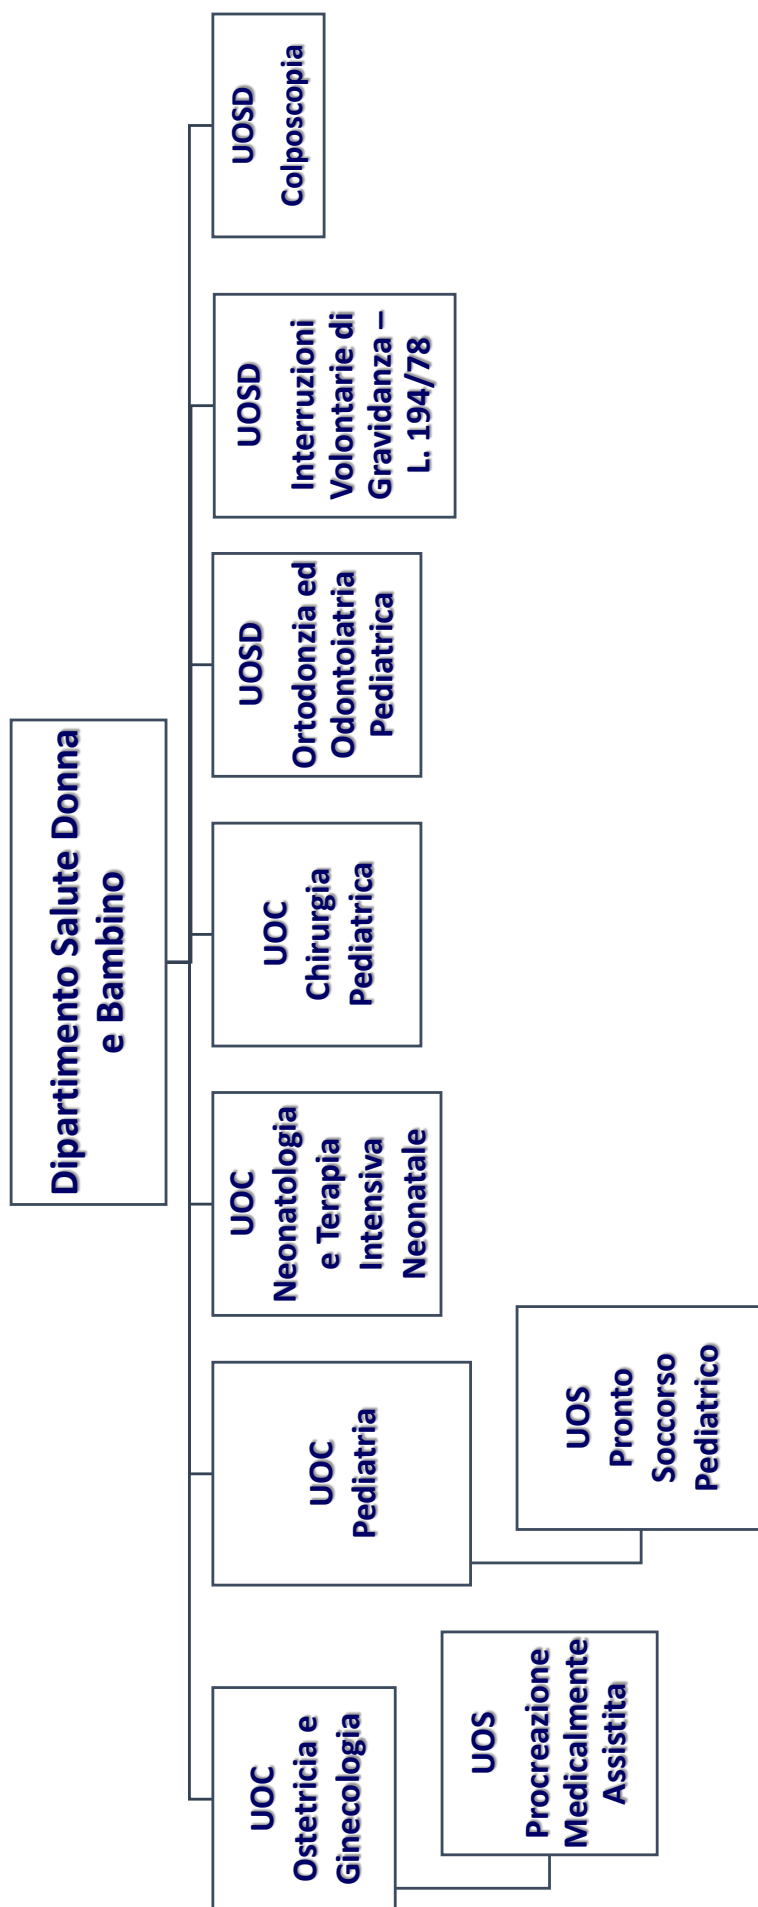 Dipartimento Salute Donna
e Bambino
UOC
Ostetricia e
Ginecologia
UOS
Procreazione
Medicalmente
Assistita
UOC
Pediatria
UOS
Pronto
Soccorso
Pediatrico
UOC
Neonatologia
e Terapia
Intensiva
Neonatale
UOC
Chirurgia
Pediatrica
UOSD
Ortodonzia ed
Odontoiatria
Pediatrica
UOSD
Interruzioni
Volontarie di
Gravidanza –
L. 194/78
UOSD
Colposcopia